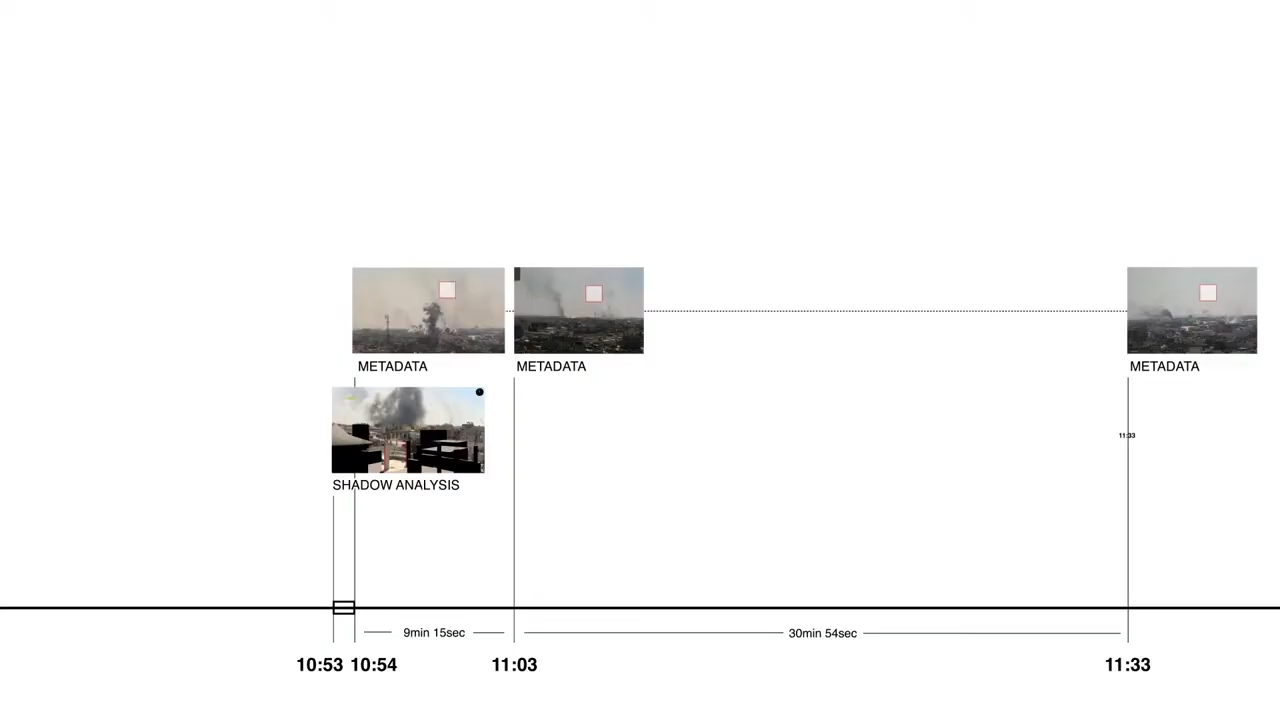 METADATA
METADATA
METADATA
11:33
SHADOW ANALYSIS
9min 15sec
30min 54sec
10:53
10:54
11:03
11:33